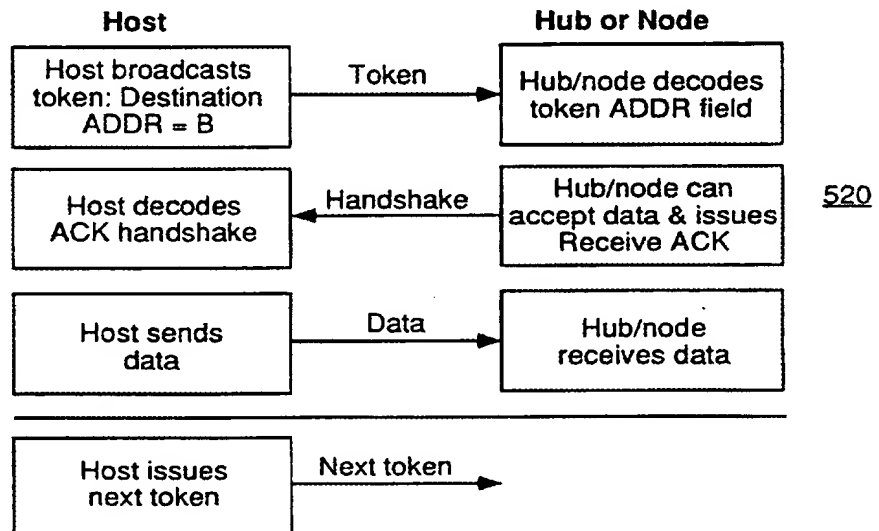 Host
Hub or Node
Host broadcasts
token: Destination
ADDR = B
Token
Hub/node decodes
token ADDR field
Host decodes
ACK handshake
Handshake
Hub/node can
accept data & issues
Receive ACK
520
Host sends
data
Data
Hub/node
receives data
Host issues
next token
Next token